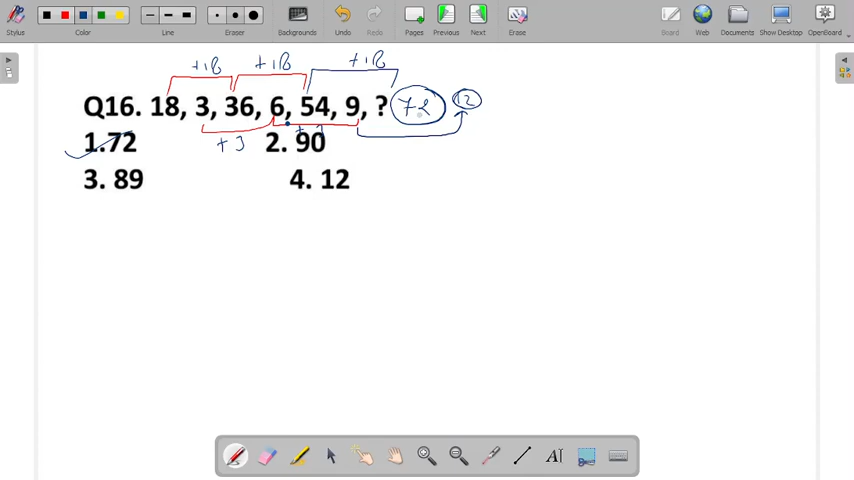 Stylus
Color
Line
Eraser
Backgrounds
Undo
Redo
Pages
Previous
Next
Erase
Board
Web
Documents
Show Desktop
OpenBoard
+18 +18 +18
Q16. 18, 3, 36, 6, 54, 9, ? 72 12
1.72 2. 90
+3 +3
3. 89 4. 12